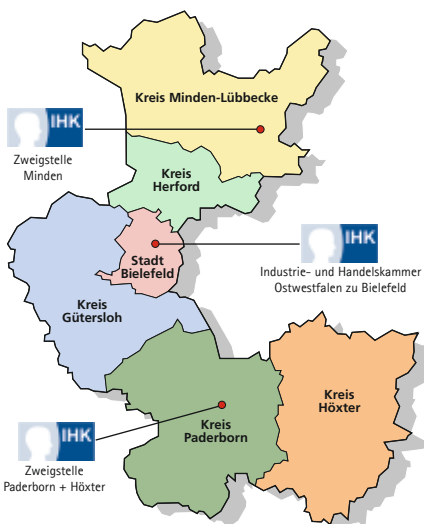 Kreis Minden-Lübbecke
IHK
Zweigstelle
Minden
Kreis
Herford
Stadt
Bielefeld
IHK
Industrie- und Handelskammer
Ostwestfalen zu Bielefeld
Kreis
Gütersloh
Kreis
Höxter
Kreis
Paderborn
IHK
Zweigstelle
Paderborn + Höxter